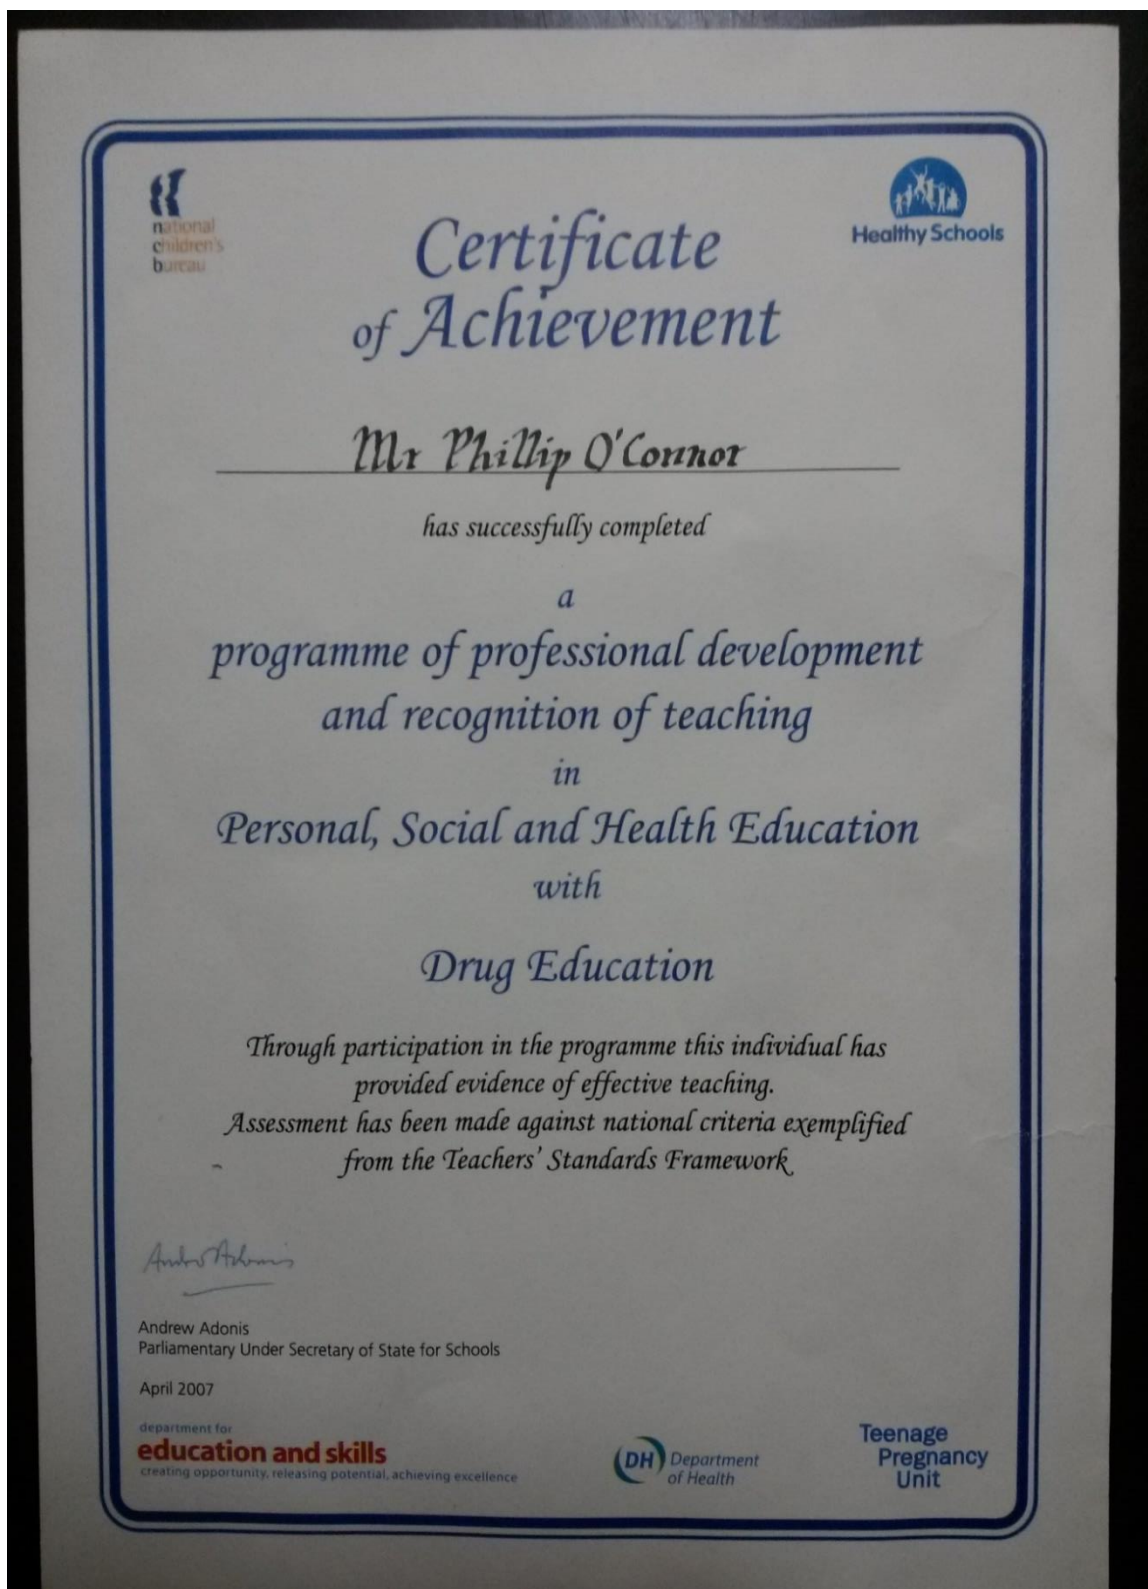 national
children's
bureau
Healthy Schools
Certificate
of Achievement
Mr Phillip O'Connor
has successfully completed
a
programme of professional development
and recognition of teaching
in
Personal, Social and Health Education
with
Drug Education
Through participation in the programme this individual has
provided evidence of effective teaching.
Assessment has been made against national criteria exemplified
from the Teachers' Standards Framework
Andrew Adonis
Andrew Adonis
Parliamentary Under Secretary of State for Schools
April 2007
department for
education and skills
creating opportunity, releasing potential, achieving excellence
DH Department
of Health
Teenage
Pregnancy
Unit